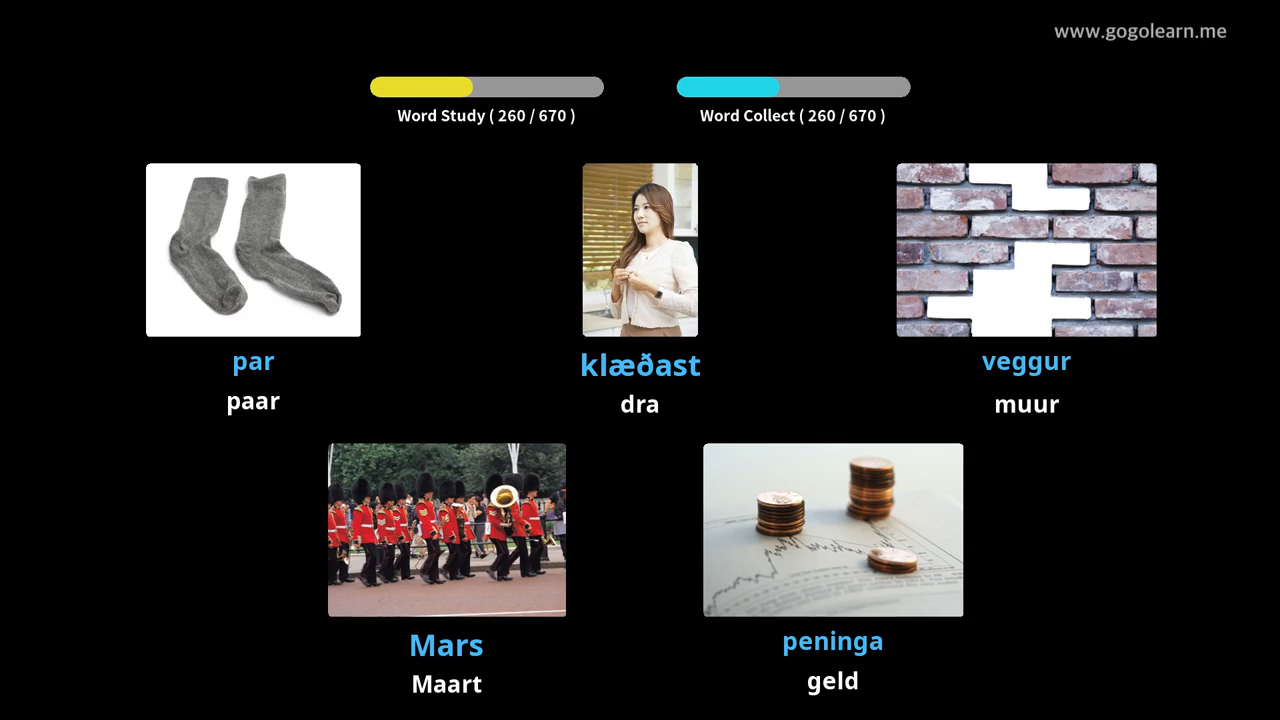 www.gogolearn.me
Word Study ( 260 / 670 )
Word Collect ( 260 / 670 )
par
paar
klæðast
dra
veggur
muur
Mars
Maart
peninga
geld